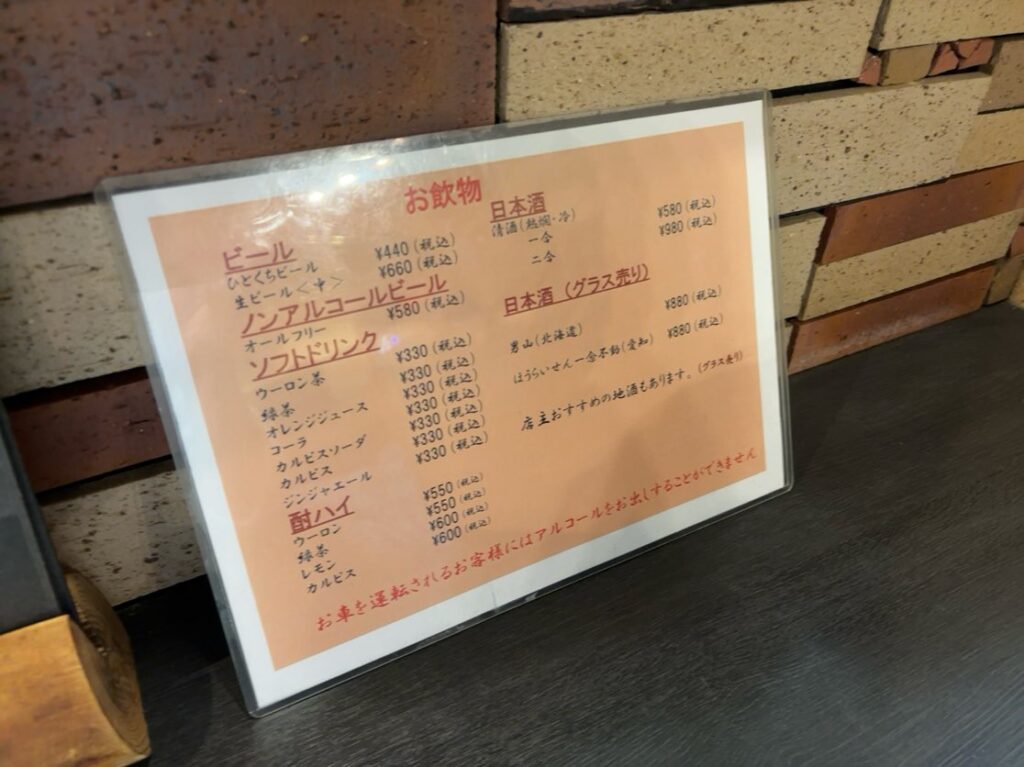 お飲物
ビール
ひとくちビール ¥440(税込)
生ビール<中> ¥660(税込)
ノンアルコールビール
オールフリー ¥580(税込)
ソフトドリンク
ウーロン茶 ¥330(税込)
緑茶 ¥330(税込)
オレンジジュース ¥330(税込)
コーラ ¥330(税込)
カルピスソーダ ¥330(税込)
カルピス ¥330(税込)
ジンジャエール ¥330(税込)
酎ハイ
ウーロン ¥550(税込)
緑茶 ¥550(税込)
レモン ¥600(税込)
カルピス ¥600(税込)
日本酒
清酒(熱燗・冷)
一合 ¥580(税込)
二合 ¥980(税込)
日本酒(グラス売り)
男山(北海道) ¥880(税込)
ほうらいせん一念不動(愛知) ¥880(税込)
店主おすすめの地酒もあります。(グラス売り)
お車を運転されるお客様にはアルコールをお出しすることができません